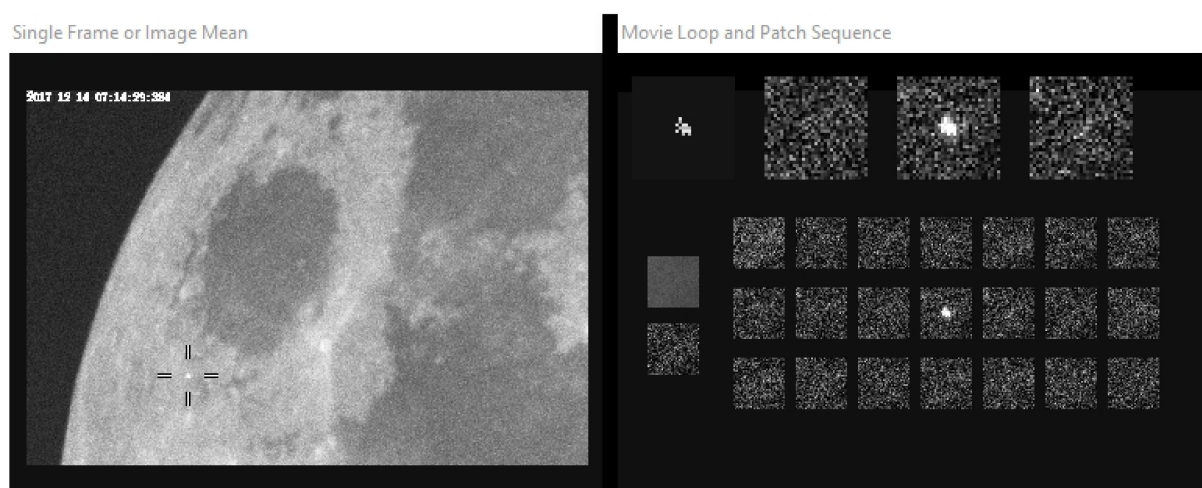 Single Frame or Image Mean
Movie Loop and Patch Sequence
2017 12 14 07:14:29:384